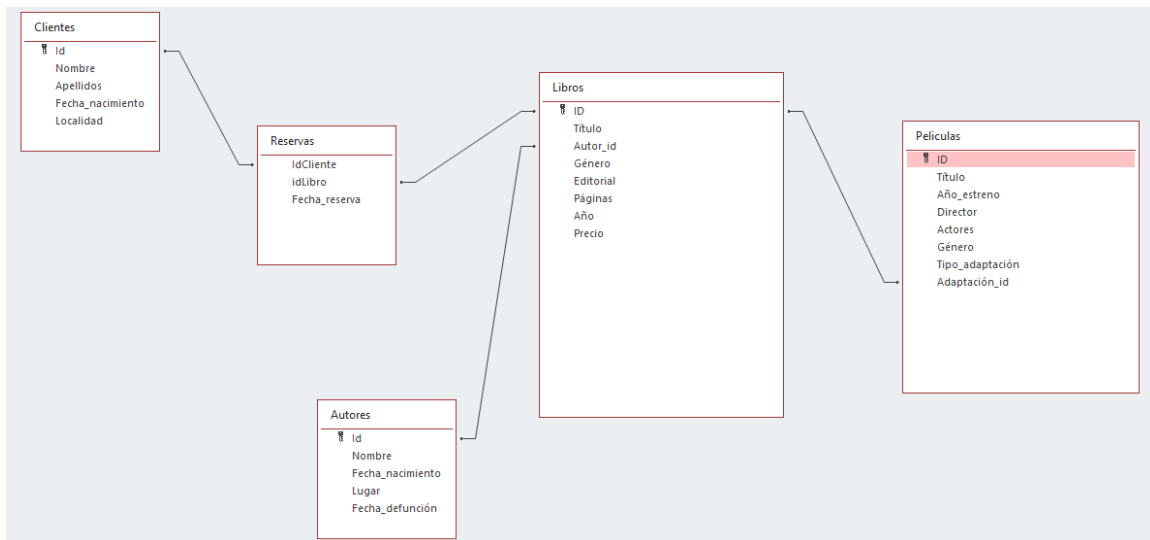 Clientes
Id
Nombre
Apellidos
Fecha_nacimiento
Localidad
Reservas
IdCliente
idLibro
Fecha_reserva
Libros
ID
Título
Autor_id
Género
Editorial
Páginas
Año
Precio
Peliculas
ID
Título
Año_estreno
Director
Actores
Género
Tipo_adaptación
Adaptación_id
Autores
Id
Nombre
Fecha_nacimiento
Lugar
Fecha_defunción